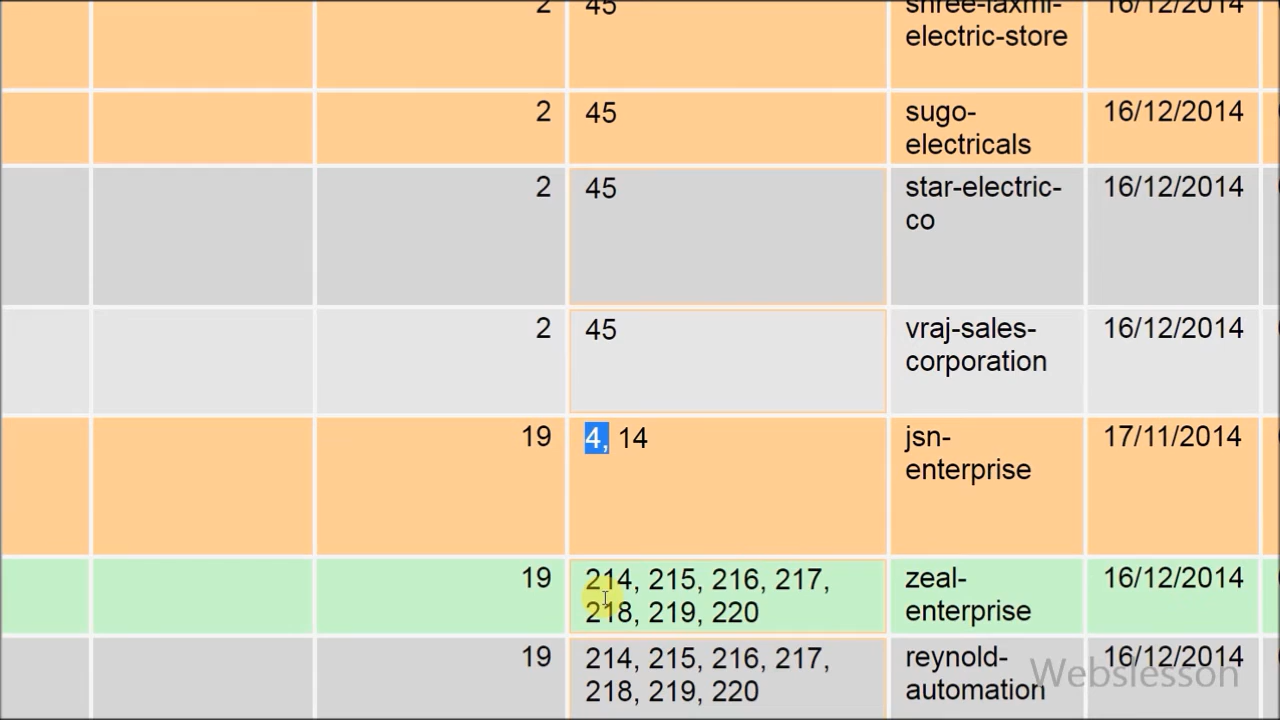 2 45 shree-laxmi- 16/12/2014
electric-store
2 45 sugo- 16/12/2014
electricals
2 45 star-electric- 16/12/2014
co
2 45 vraj-sales- 16/12/2014
corporation
19 4, 14 jsn- 17/11/2014
enterprise
19 214, 215, 216, 217, zeal- 16/12/2014
218, 219, 220 enterprise
19 214, 215, 216, 217, reynold- 16/12/2014
218, 219, 220 automation
Webslesson